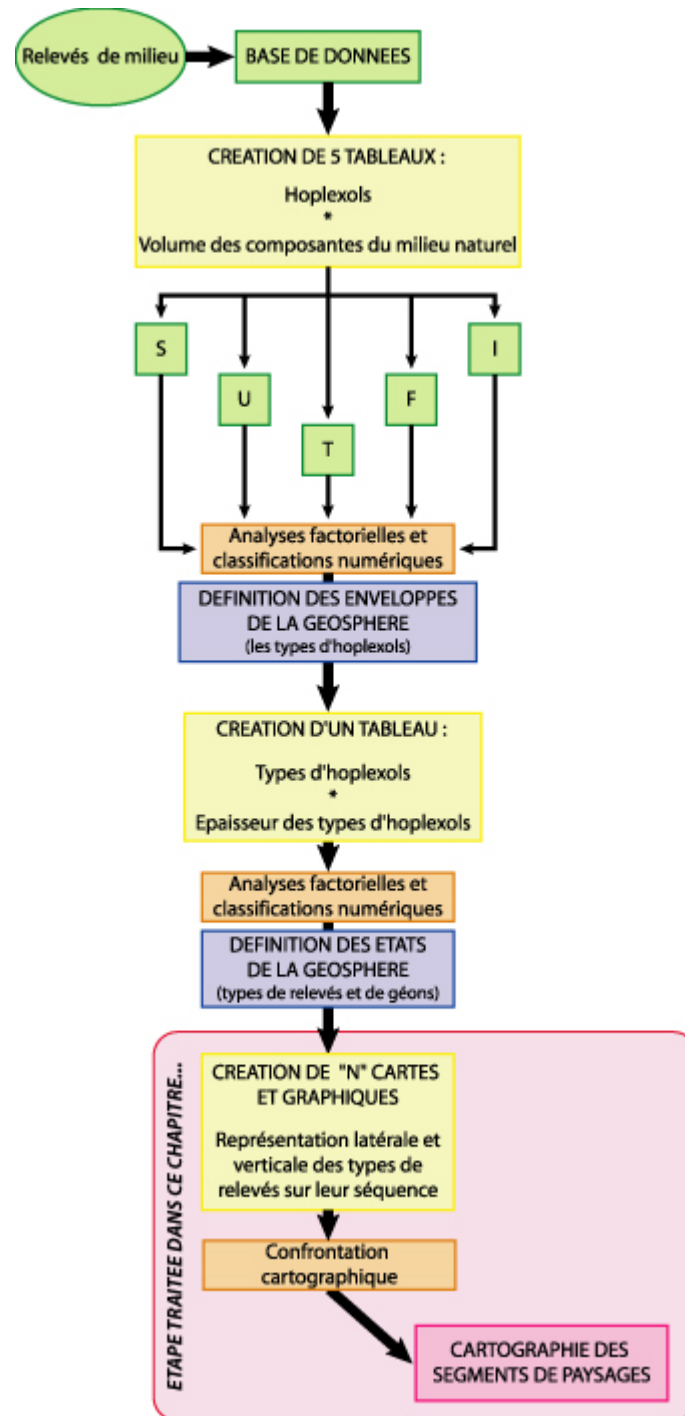 Relevés de milieu
BASE DE DONNEES
CREATION DE 5 TABLEAUX :
Hoplexols
*
Volume des composantes du milieu naturel
S
I
U
F
T
Analyses factorielles et
classifications numériques
DEFINITION DES ENVELOPPES
DE LA GEOSPHERE
(les types d'hoplexols)
CREATION D'UN TABLEAU :
Types d'hoplexols
*
Epaisseur des types d'hoplexols
Analyses factorielles et
classifications numériques
DEFINITION DES ETATS
DE LA GEOSPHERE
(types de relevés et de géons)
ETAPE TRAITEE DANS CE CHAPITRE...
CREATION DE "N" CARTES
ET GRAPHIQUES
Représentation latérale et
verticale des types de
relevés sur leur séquence
Confrontation
cartographique
CARTOGRAPHIE DES
SEGMENTS DE PAYSAGES